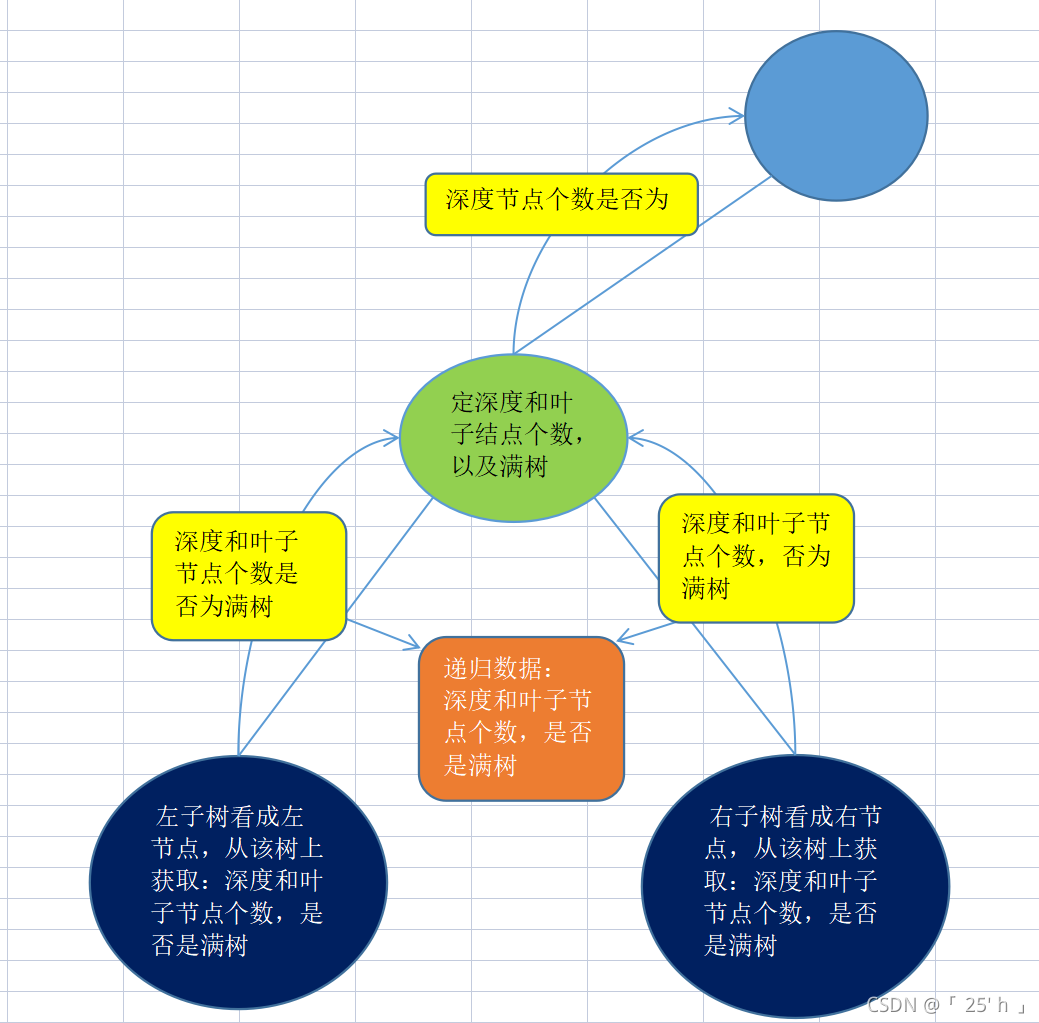 深度节点个数是否为
定深度和叶
子结点个数，
以及满树
深度和叶子
节点个数是
否为满树
深度和叶子节
点个数，否为
满树
递归数据：
深度和叶子节
点个数，是否
是满树
左子树看成左
节点，从该树上
获取：深度和叶
子节点个数，是
否是满树
右子树看成右节
点，从该树上获
取：深度和叶子
节点个数，是否
是满树
CSDN @「 25' h 」